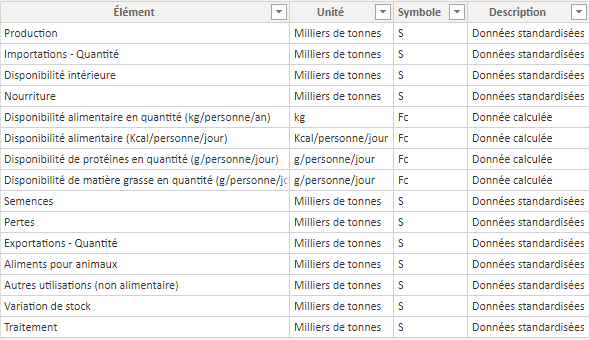 Élément Unité Symbole Description
Production Milliers de tonnes S Données standardisées
Importations - Quantité Milliers de tonnes S Données standardisées
Disponibilité intérieure Milliers de tonnes S Données standardisées
Nourriture Milliers de tonnes S Données standardisées
Disponibilité alimentaire en quantité (kg/personne/an) kg Fc Donnée calculée
Disponibilité alimentaire (Kcal/personne/jour) Kcal/personne/jour Fc Donnée calculée
Disponibilité de protéines en quantité (g/personne/jour) g/personne/jour Fc Donnée calculée
Disponibilité de matière grasse en quantité (g/personne/jc g/personne/jour Fc Donnée calculée
Semences Milliers de tonnes S Données standardisées
Pertes Milliers de tonnes S Données standardisées
Exportations - Quantité Milliers de tonnes S Données standardisées
Aliments pour animaux Milliers de tonnes S Données standardisées
Autres utilisations (non alimentaire) Milliers de tonnes S Données standardisées
Variation de stock Milliers de tonnes S Données standardisées
Traitement Milliers de tonnes S Données standardisées